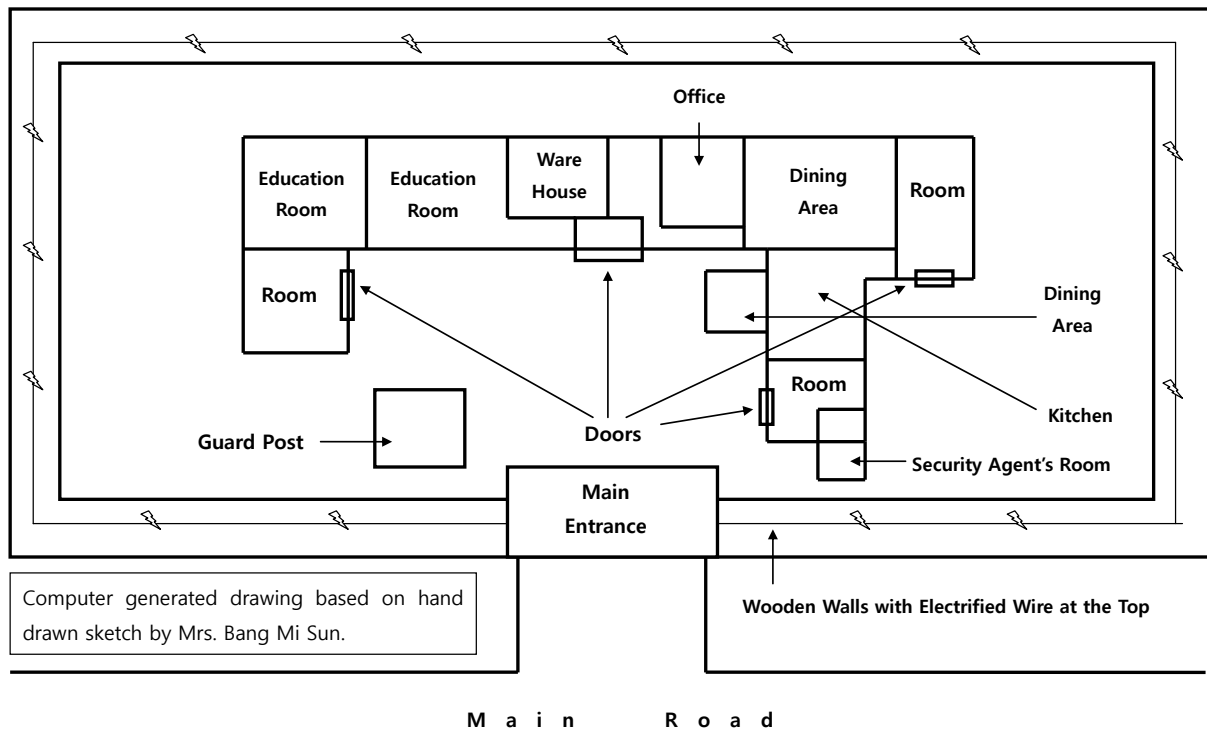 Office
Education
Room
Education
Room
Ware
House
Dining
Area
Room
Room
Dining
Area
Room
Kitchen
Guard Post
Doors
Security Agent's Room
Main
Entrance
Computer generated drawing based on hand
drawn sketch by Mrs. Bang Mi Sun.
Wooden Walls with Electrified Wire at the Top
Main Road